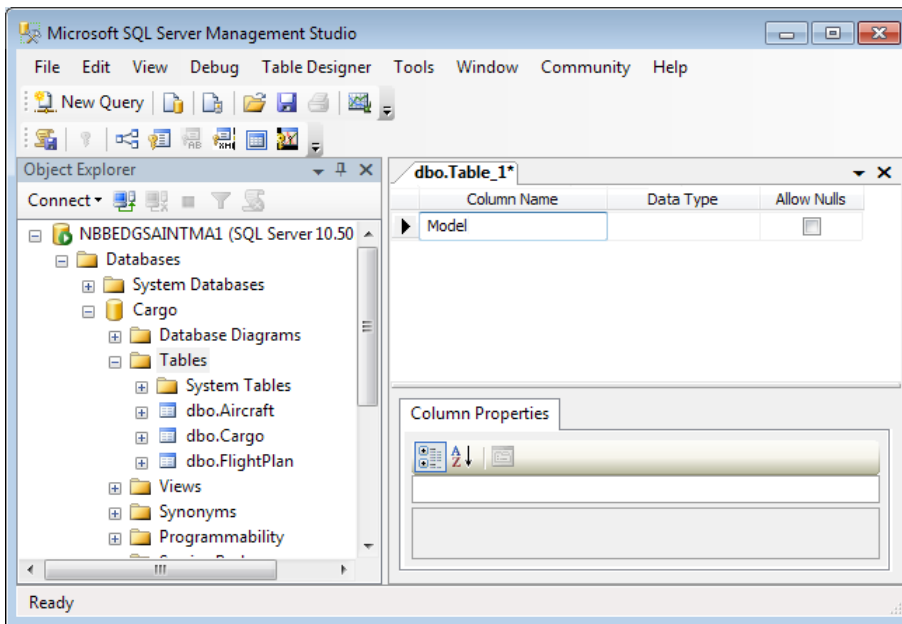 Microsoft SQL Server Management Studio
File Edit View Debug Table Designer Tools Window Community Help
New Query
Object Explorer
Connect
NBBEDGSAINTMA1 (SQL Server 10.50
Databases
System Databases
Cargo
Database Diagrams
Tables
System Tables
dbo.Aircraft
dbo.Cargo
dbo.FlightPlan
Views
Synonyms
Programmability
dbo.Table_1*
Column Name Data Type Allow Nulls
Model
Column Properties
Ready